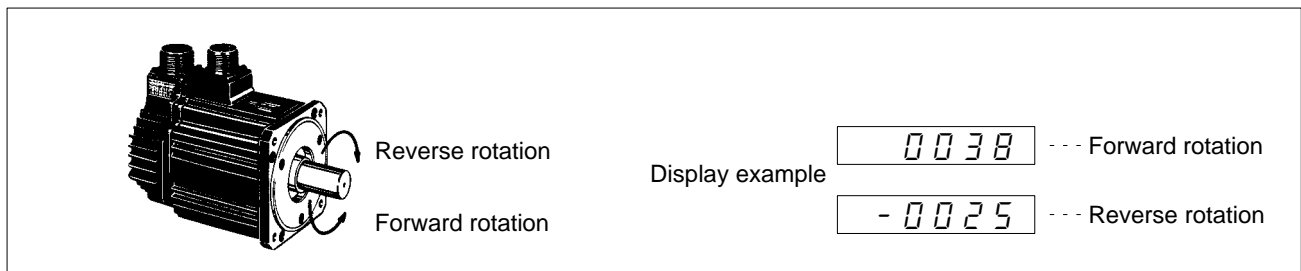 Reverse rotation
Forward rotation
Display example
0038 --- Forward rotation
-0025 --- Reverse rotation